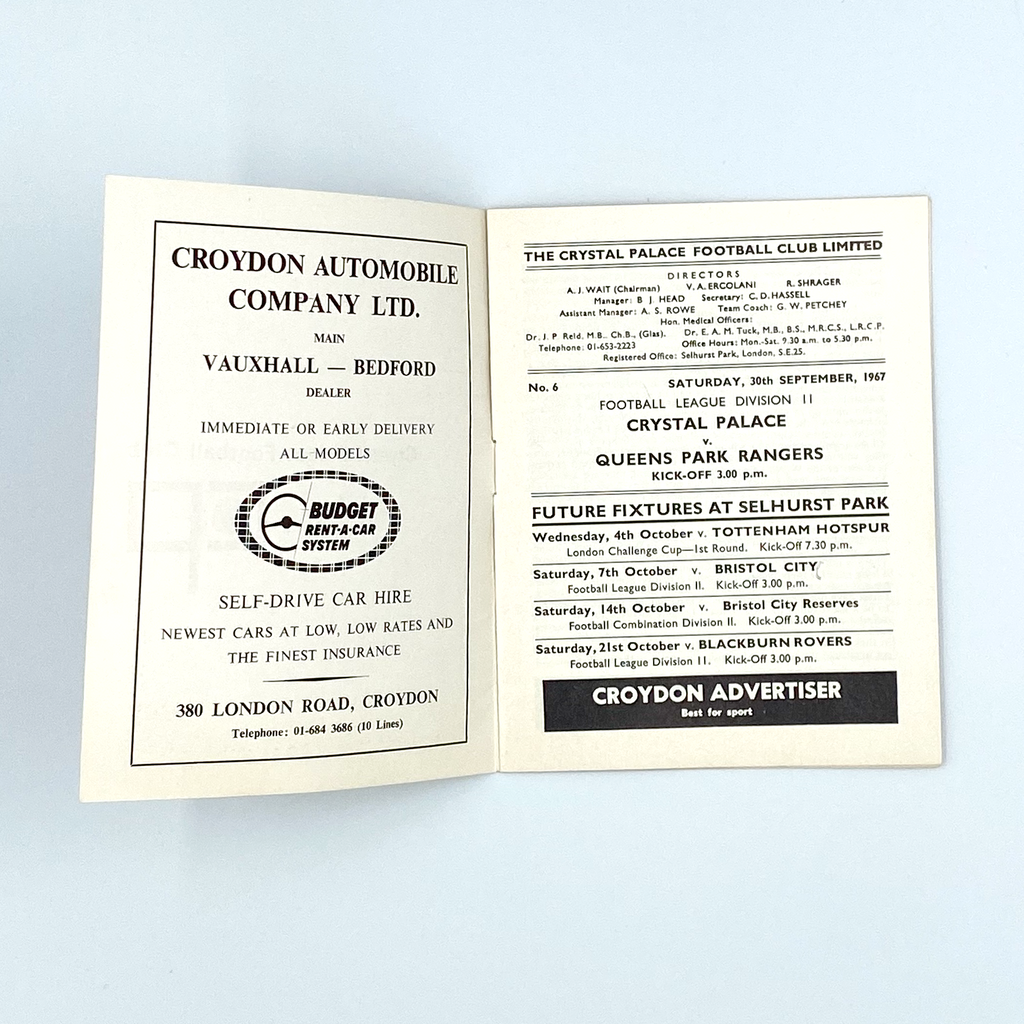 CROYDON AUTOMOBILE
COMPANY LTD.
MAIN
VAUXHALL — BEDFORD
DEALER
IMMEDIATE OR EARLY DELIVERY
ALL MODELS
BUDGET
RENT-A-CAR
SYSTEM
SELF-DRIVE CAR HIRE
NEWEST CARS AT LOW, LOW RATES AND
THE FINEST INSURANCE
380 LONDON ROAD, CROYDON
Telephone: 01-684 3686 (10 Lines)
THE CRYSTAL PALACE FOOTBALL CLUB LIMITED
DIRECTORS
A. J. WAIT (Chairman) V. A. ERCOLANI R. SHRAGER
Manager: B J. HEAD Secretary: C. D. HASSELL
Assistant Manager: A. S. ROWE Team Coach: G. W. PETCHEY
Hon. Medical Officers:
Dr. J. P Reid, M.B. Ch.B., (Glas). Dr. E. A. M. Tuck, M.B., B.S., M.R.C.S., L.R.C.P.
Telephone: 01-653-2223 Office Hours: Mon.-Sat. 9.30 a.m. to 5.30 p.m.
Registered Office: Selhurst Park, London, S.E.25.
No. 6 SATURDAY, 30th SEPTEMBER, 1967
FOOTBALL LEAGUE DIVISION II
CRYSTAL PALACE
v.
QUEENS PARK RANGERS
KICK-OFF 3.00 p.m.
FUTURE FIXTURES AT SELHURST PARK
Wednesday, 4th October v. TOTTENHAM HOTSPUR
London Challenge Cup—1st Round. Kick-Off 7.30 p.m.
Saturday, 7th October v. BRISTOL CITY
Football League Division II. Kick-Off 3.00 p.m.
Saturday, 14th October v. Bristol City Reserves
Football Combination Division II. Kick-Off 3.00 p.m.
Saturday, 21st October v. BLACKBURN ROVERS
Football League Division II. Kick-Off 3.00 p.m.
CROYDON ADVERTISER
Best for sport